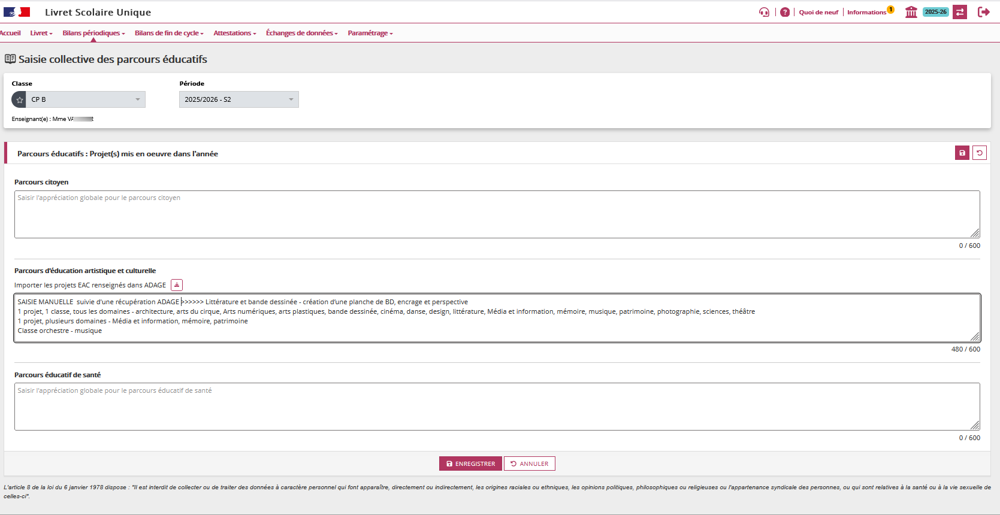 Livret Scolaire Unique
Quoi de neuf
Informations 1
2025-26
Accueil Livret Bilans périodiques Bilans de fin de cycle Attestations Échanges de données Paramétrage
Saisie collective des parcours éducatifs
Classe Période
CP B 2025/2026 - S2
Enseignant(e) : Mme
Parcours éducatifs : Projet(s) mis en oeuvre dans l'année
Parcours citoyen
Saisir l'appréciation globale pour le parcours citoyen
0 / 600
Parcours d'éducation artistique et culturelle
Importer les projets EAC renseignés dans ADAGE
SAISIE MANUELLE  suivie d'une récupération ADAGE >>>>>> Littérature et bande dessinée - création d’une planche de BD, encrage et perspective
1 projet, 1 classe, tous les domaines - architecture, arts du cirque, Arts numériques, arts plastiques, bande dessinée, cinéma, danse, design, littérature, Média et information, mémoire, musique, patrimoine, photographie, sciences, théâtre
1 projet, plusieurs domaines - Média et information, mémoire, patrimoine
Classe orchestre - musique
480 / 600
Parcours éducatif de santé
Saisir l'appréciation globale pour le parcours éducatif de santé
0 / 600
ENREGISTRER ANNULER
L'article 8 de la loi du 6 janvier 1978 dispose : "Il est interdit de collecter ou de traiter des données à caractère personnel qui font apparaître, directement ou indirectement, les origines raciales ou ethniques, les opinions politiques, philosophiques ou religieuses ou l'appartenance syndicale des personnes, ou qui sont relatives à la santé ou à la vie sexuelle de
celles-ci".